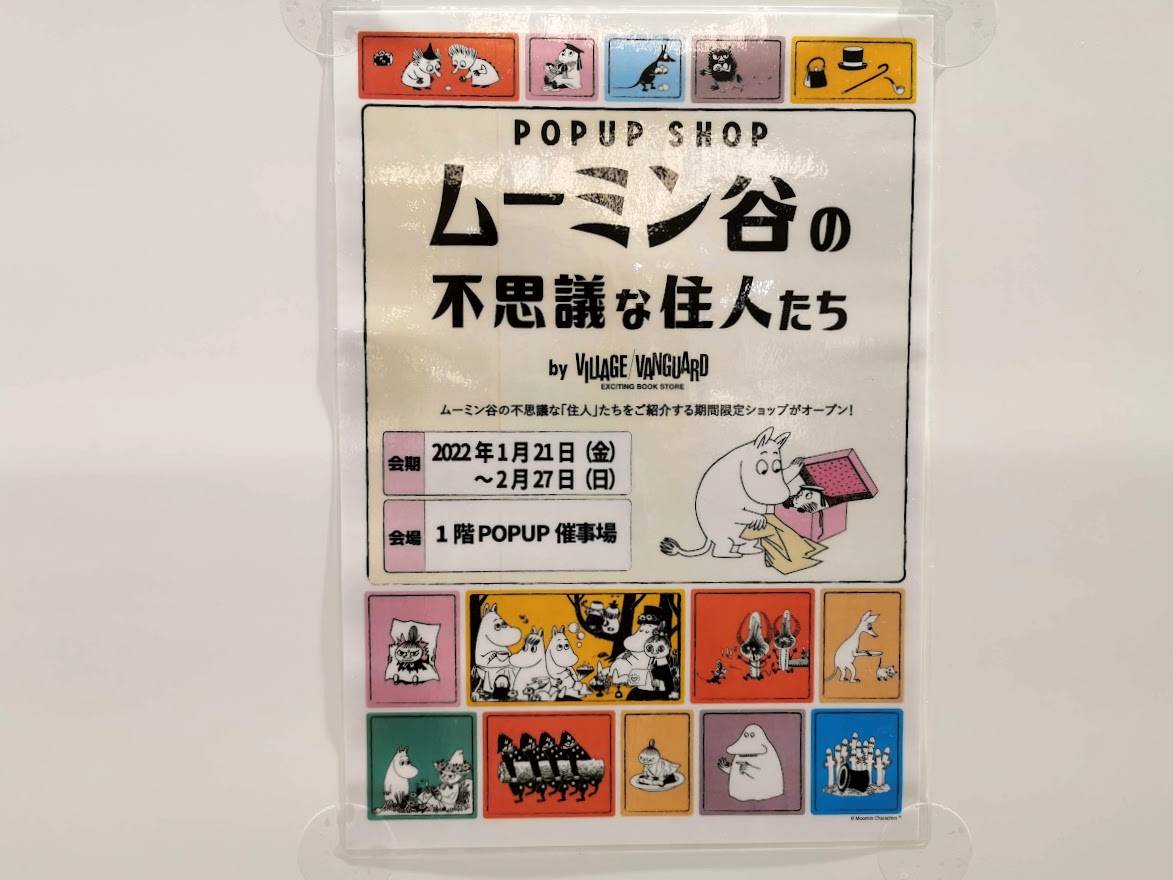 POPUP SHOP
ムーミン谷の
不思議な住人たち
by VILLAGE/VANGUARD
EXCITING BOOK STORE
ムーミン谷の不思議な「住人」たちをご紹介する期間限定ショップがオープン!
会期
2022年1月21日（金）
～2月27日（日）
会場
1階POPUP 催事場
© Moomin Characters™